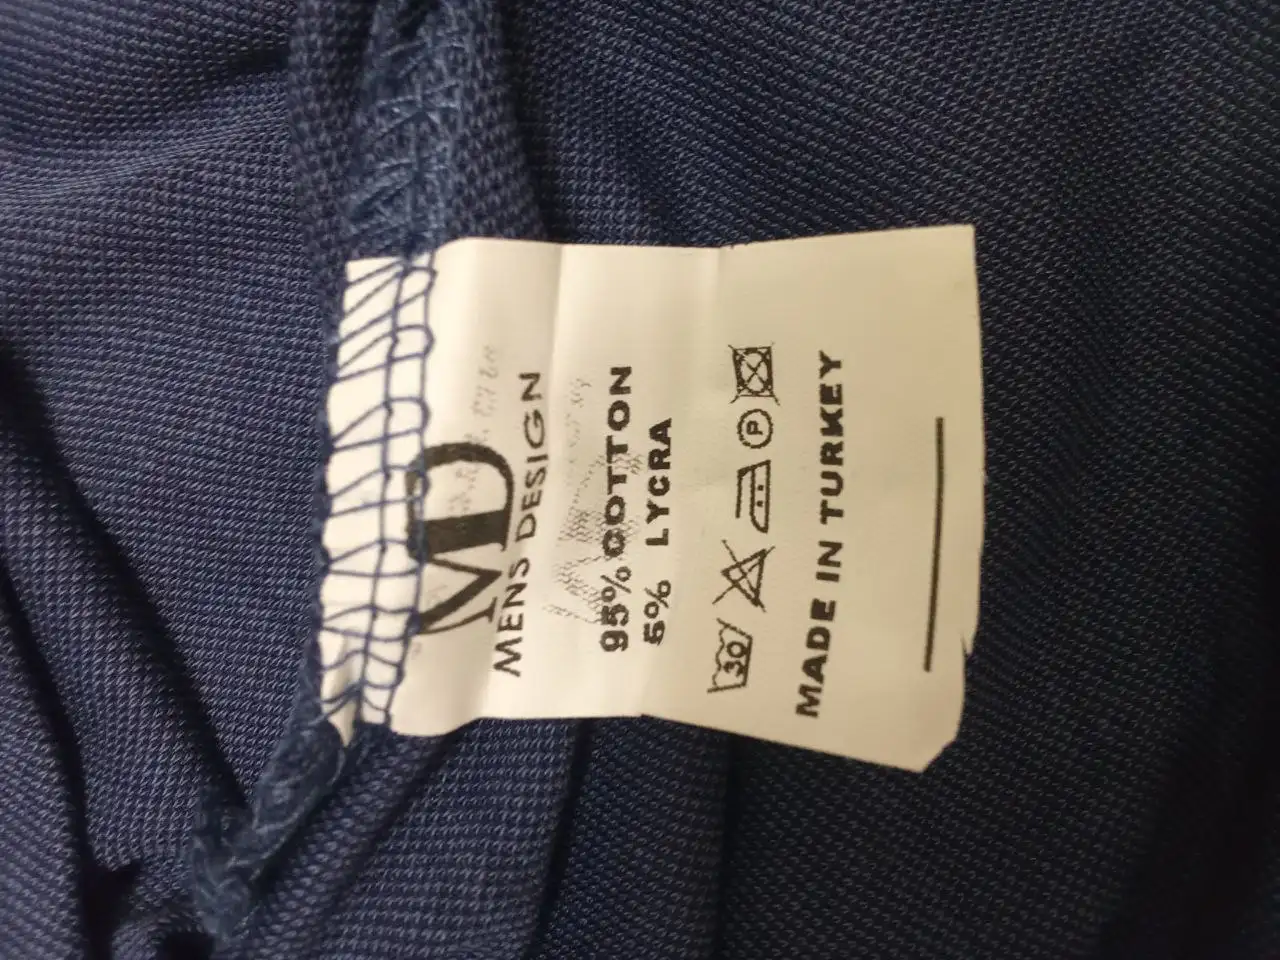 MD
MENS DESIGN
95% COTTON
5% LYCRA
30 P
MADE IN TURKEY